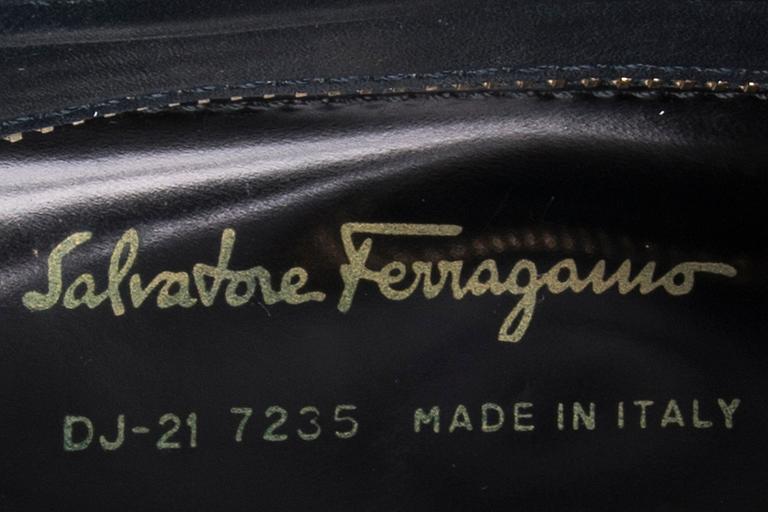 Salvatore Ferragamo
DJ-21 7235 MADE IN ITALY